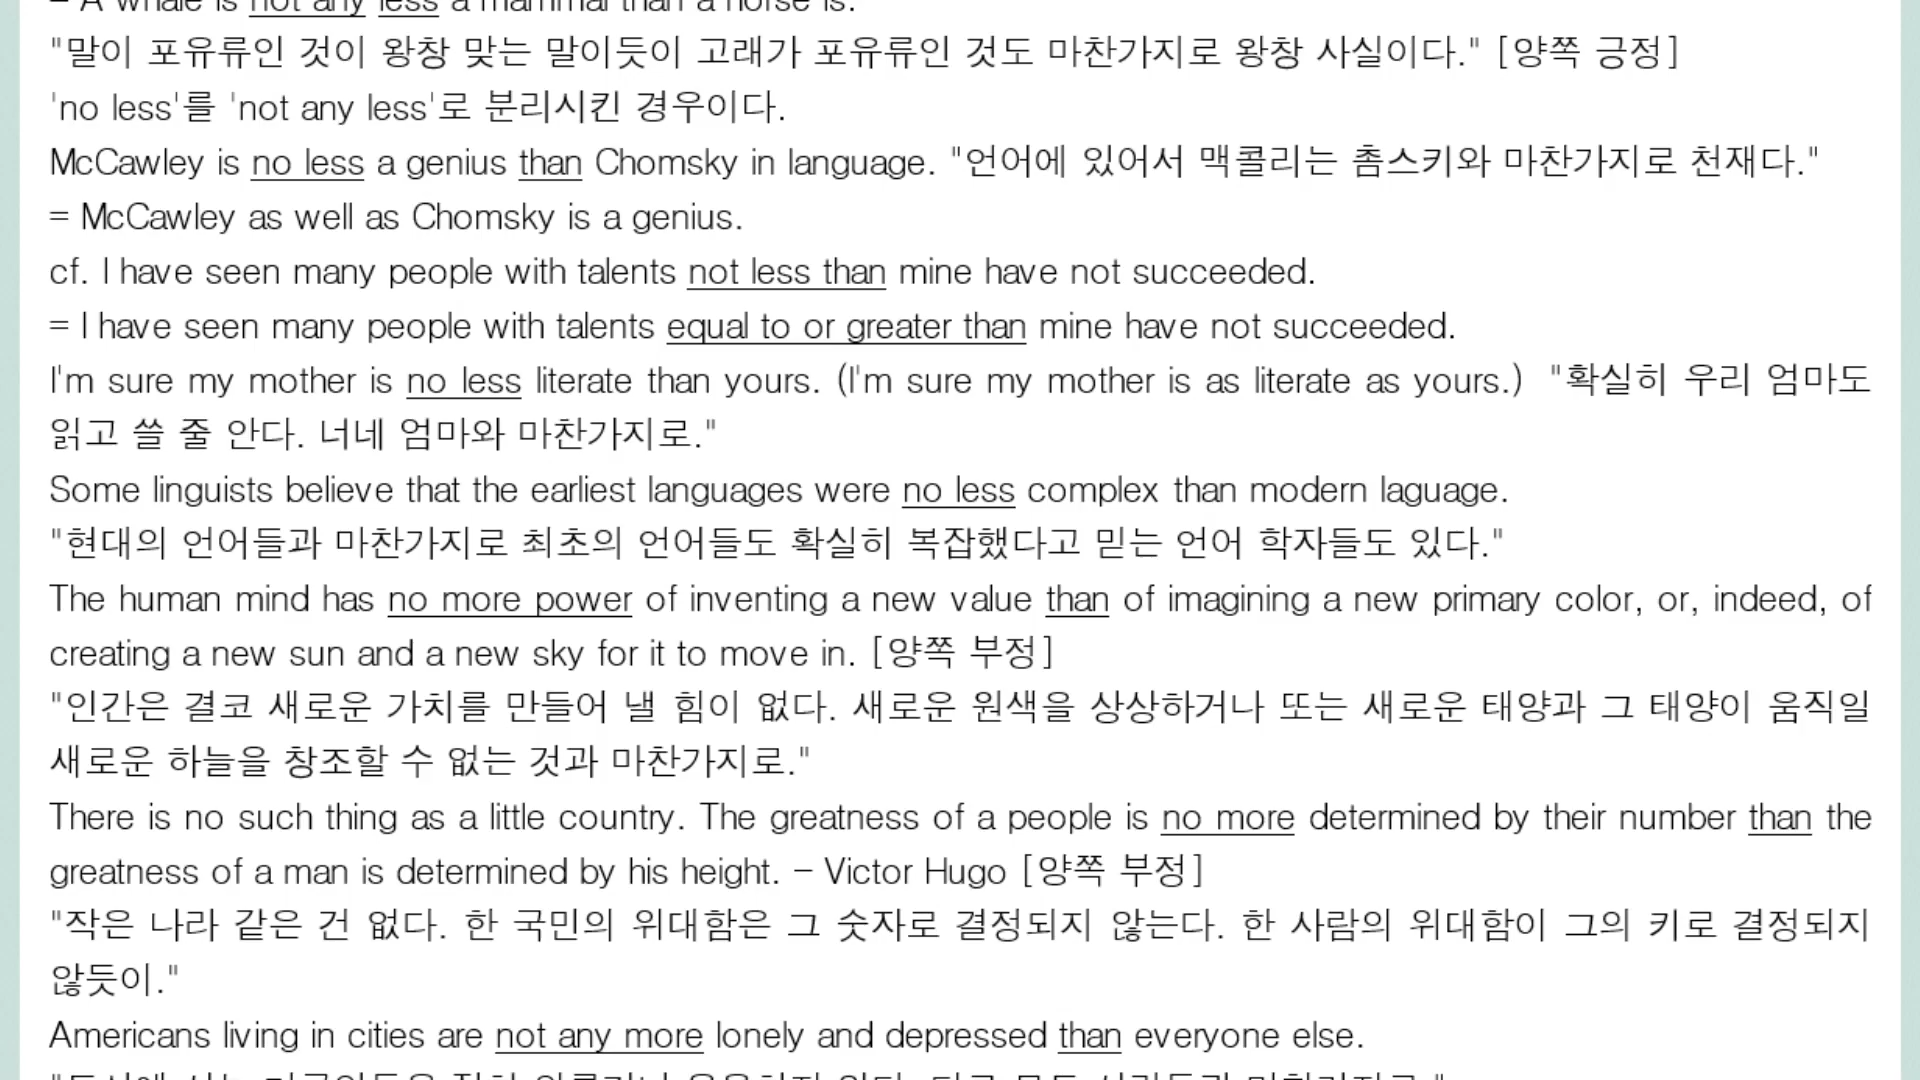 = A whale is not any less a mammal than a horse is.
"말이 포유류인 것이 왕창 맞는 말이듯이 고래가 포유류인 것도 마찬가지로 왕창 사실이다." [양쪽 긍정]
'no less'를 'not any less'로 분리시킨 경우이다.
McCawley is no less a genius than Chomsky in language. "언어에 있어서 맥콜리는 촘스키와 마찬가지로 천재다."
= McCawley as well as Chomsky is a genius.
cf. I have seen many people with talents not less than mine have not succeeded.
= I have seen many people with talents equal to or greater than mine have not succeeded.
I'm sure my mother is no less literate than yours. (I'm sure my mother is as literate as yours.) "확실히 우리 엄마도
읽고 쓸 줄 안다. 너네 엄마와 마찬가지로."
Some linguists believe that the earliest languages were no less complex than modern laguage.
"현대의 언어들과 마찬가지로 최초의 언어들도 확실히 복잡했다고 믿는 언어 학자들도 있다."
The human mind has no more power of inventing a new value than of imagining a new primary color, or, indeed, of
creating a new sun and a new sky for it to move in. [양쪽 부정]
"인간은 결코 새로운 가치를 만들어 낼 힘이 없다. 새로운 원색을 상상하거나 또는 새로운 태양과 그 태양이 움직일
새로운 하늘을 창조할 수 없는 것과 마찬가지로."
There is no such thing as a little country. The greatness of a people is no more determined by their number than the
greatness of a man is determined by his height. – Victor Hugo [양쪽 부정]
"작은 나라 같은 건 없다. 한 국민의 위대함은 그 숫자로 결정되지 않는다. 한 사람의 위대함이 그의 키로 결정되지
않듯이."
Americans living in cities are not any more lonely and depressed than everyone else.